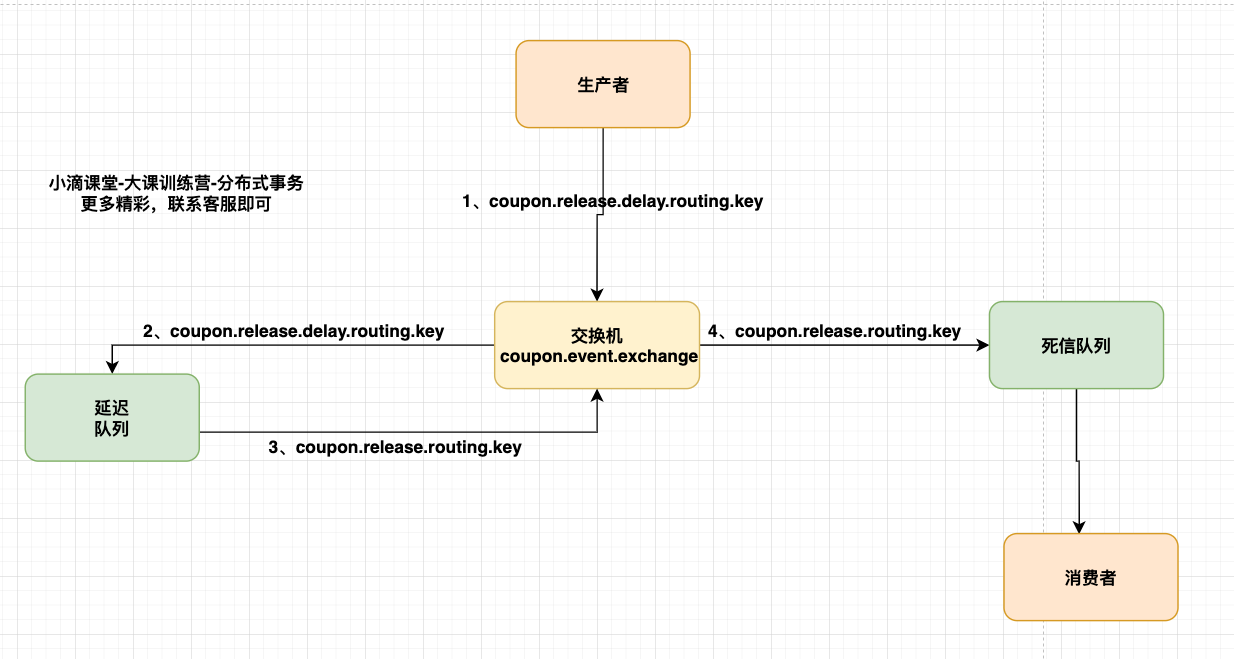 生产者
小滴课堂-大课训练营-分布式事务
更多精彩，联系客服即可
1、coupon.release.delay.routing.key
2、coupon.release.delay.routing.key
交换机
coupon.event.exchange
4、coupon.release.routing.key
死信队列
延迟
队列
3、coupon.release.routing.key
消费者